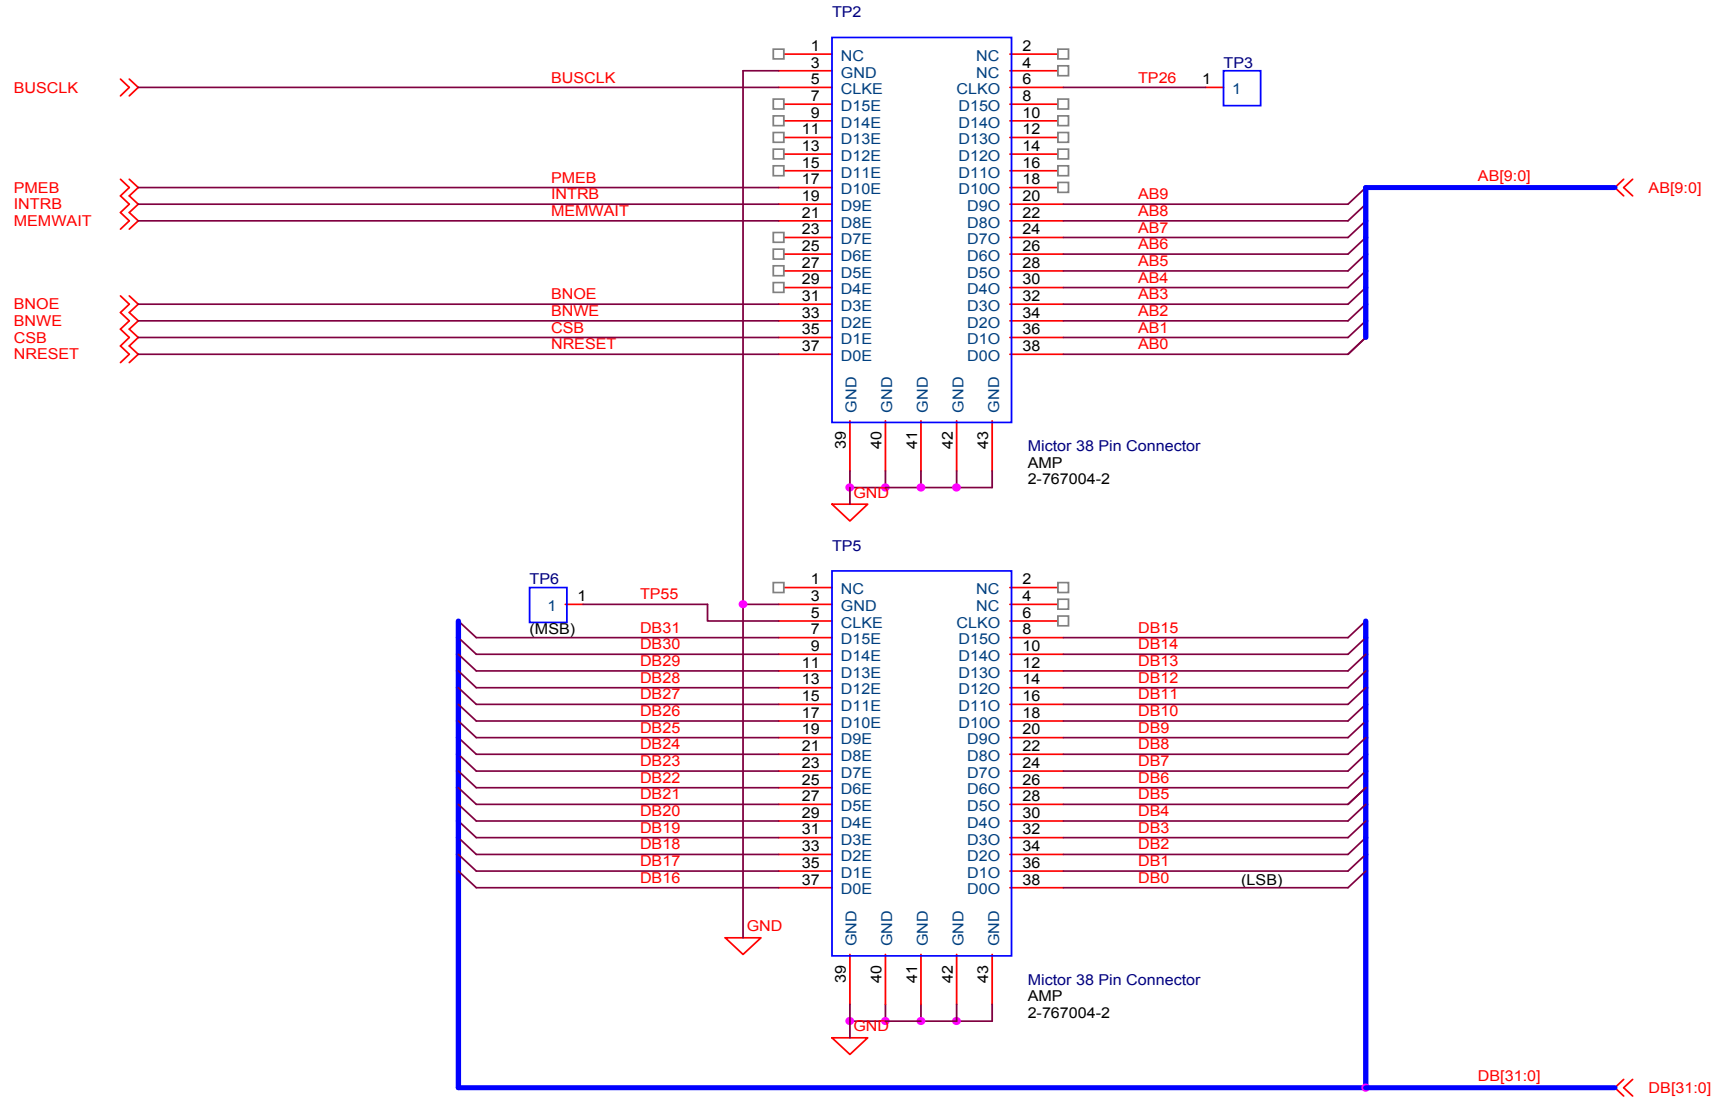 TP2
1 NC NC 2
3 GND NC 4
BUSCLK BUSCLK 5 CLKE CLKO 6 TP26 1 TP3 1
7 D15E D15O 8
9 D14E D14O 10
11 D13E D13O 12
13 D12E D12O 14
15 D11E D11O 16
PMEB PMEB 17 D10E D10O 18 AB[9:0] AB[9:0]
INTRB INTRB 19 D9E D9O 20 AB9
MEMWAIT MEMWAIT 21 D8E D8O 22 AB8
23 D7E D7O 24 AB7
25 D6E D6O 26 AB6
27 D5E D5O 28 AB5
29 D4E D4O 30 AB4
BNOE BNOE 31 D3E D3O 32 AB3
BNWE BNWE 33 D2E D2O 34 AB2
CSB CSB 35 D1E D1O 36 AB1
NRESET NRESET 37 D0E D0O 38 AB0
GND GND GND GND GND
39 40 41 42 43
Mictor 38 Pin Connector
AMP
2-767004-2
GND
TP5
1 NC NC 2
TP6 1 1 TP55 3 GND NC 4
5 CLKE CLKO 6
(MSB) DB31 7 D15E D15O 8 DB15
DB30 9 D14E D14O 10 DB14
DB29 11 D13E D13O 12 DB13
DB28 13 D12E D12O 14 DB12
DB27 15 D11E D11O 16 DB11
DB26 17 D10E D10O 18 DB10
DB25 19 D9E D9O 20 DB9
DB24 21 D8E D8O 22 DB8
DB23 23 D7E D7O 24 DB7
DB22 25 D6E D6O 26 DB6
DB21 27 D5E D5O 28 DB5
DB20 29 D4E D4O 30 DB4
DB19 31 D3E D3O 32 DB3
DB18 33 D2E D2O 34 DB2
DB17 35 D1E D1O 36 DB1
DB16 37 D0E D0O 38 DB0 (LSB)
GND
GND GND GND GND GND
39 40 41 42 43
Mictor 38 Pin Connector
AMP
2-767004-2
GND
DB[31:0] DB[31:0]